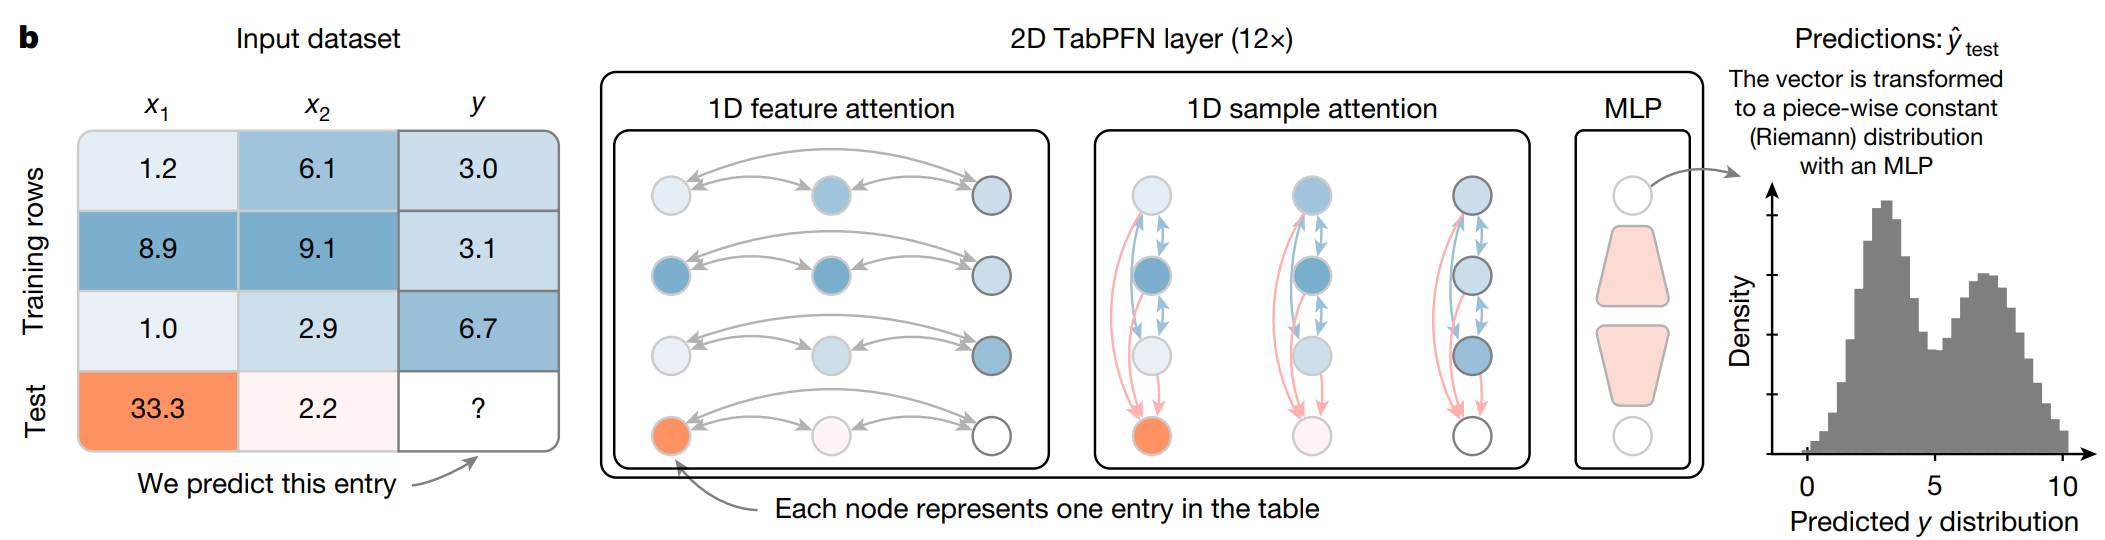 b
Input dataset
x1 x2 y
Training rows
1.2 6.1 3.0
8.9 9.1 3.1
1.0 2.9 6.7
Test
33.3 2.2 ?
We predict this entry
2D TabPFN layer (12×)
1D feature attention
1D sample attention
MLP
Each node represents one entry in the table
Predictions: ŷ test
The vector is transformed
to a piece-wise constant
(Riemann) distribution
with an MLP
Density
0 5 10
Predicted y distribution